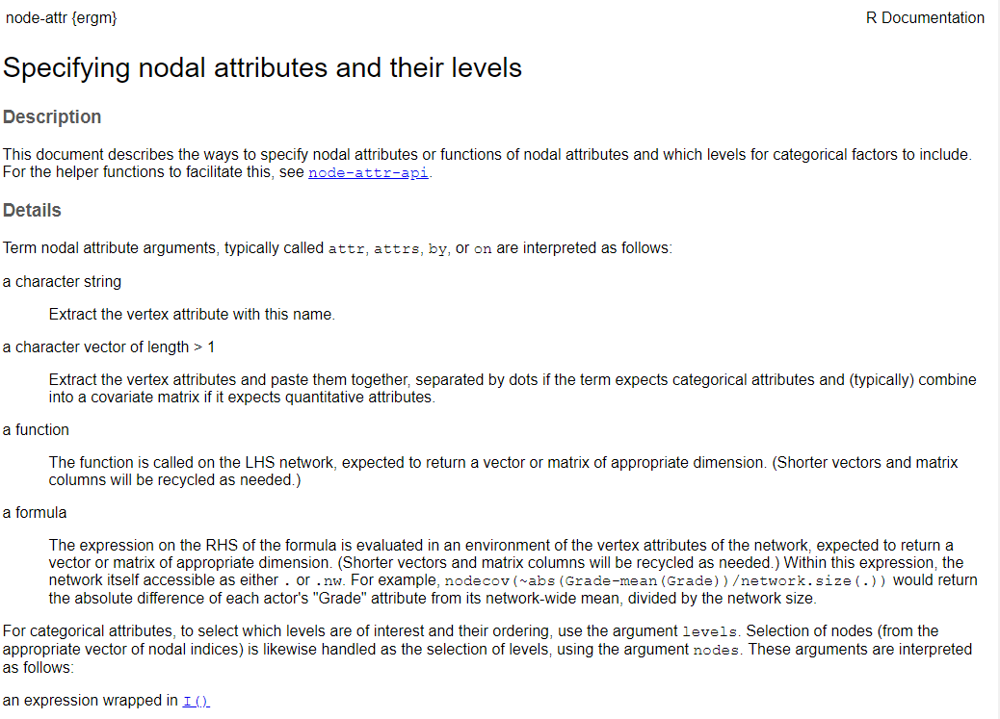 node-attr {ergm}
R Documentation
Specifying nodal attributes and their levels
Description
This document describes the ways to specify nodal attributes or functions of nodal attributes and which levels for categorical factors to include.
For the helper functions to facilitate this, see node-attr-api.
Details
Term nodal attribute arguments, typically called attr, attrs, by, or on are interpreted as follows:
a character string
Extract the vertex attribute with this name.
a character vector of length > 1
Extract the vertex attributes and paste them together, separated by dots if the term expects categorical attributes and (typically) combine
into a covariate matrix if it expects quantitative attributes.
a function
The function is called on the LHS network, expected to return a vector or matrix of appropriate dimension. (Shorter vectors and matrix
columns will be recycled as needed.)
a formula
The expression on the RHS of the formula is evaluated in an environment of the vertex attributes of the network, expected to return a
vector or matrix of appropriate dimension. (Shorter vectors and matrix columns will be recycled as needed.) Within this expression, the
network itself accessible as either . or .nw. For example, nodecov(~abs(Grade-mean(Grade))/network.size(.)) would return
the absolute difference of each actor's "Grade" attribute from its network-wide mean, divided by the network size.
For categorical attributes, to select which levels are of interest and their ordering, use the argument levels. Selection of nodes (from the
appropriate vector of nodal indices) is likewise handled as the selection of levels, using the argument nodes. These arguments are interpreted
as follows:
an expression wrapped in I()